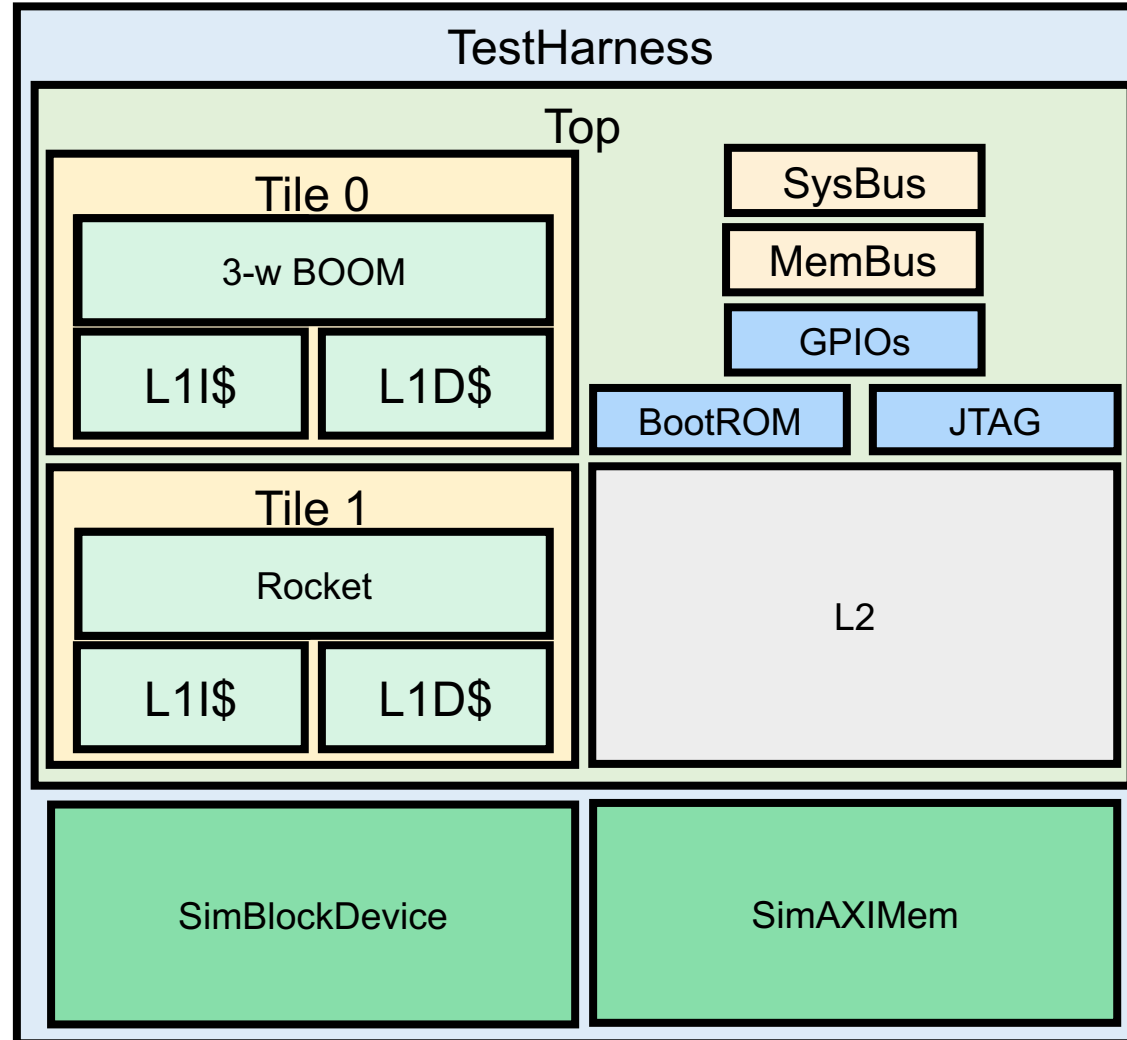 TestHarness
Top
Tile 0
3-w BOOM
L1I$
L1D$
Tile 1
Rocket
L1I$
L1D$
SysBus
MemBus
GPIOs
BootROM
JTAG
L2
SimBlockDevice
SimAXIMem